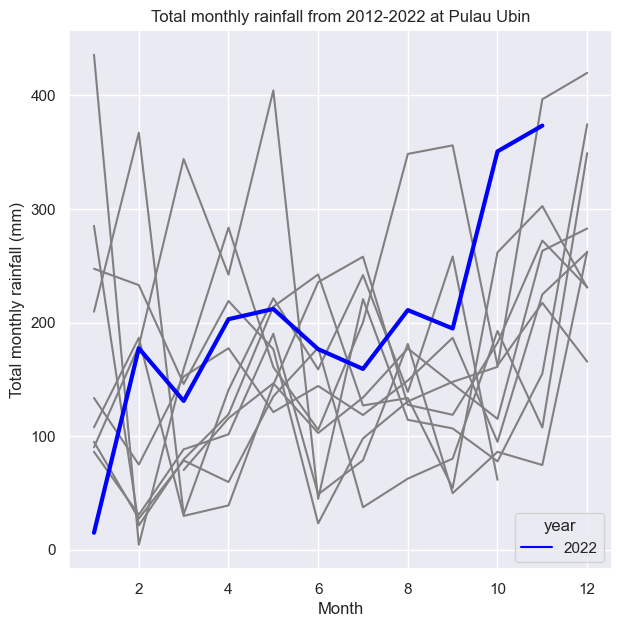 Total monthly rainfall from 2012-2022 at Pulau Ubin
Total monthly rainfall (mm)
400
300
200
100
0
2 4 6 8 10 12
Month
year
2022